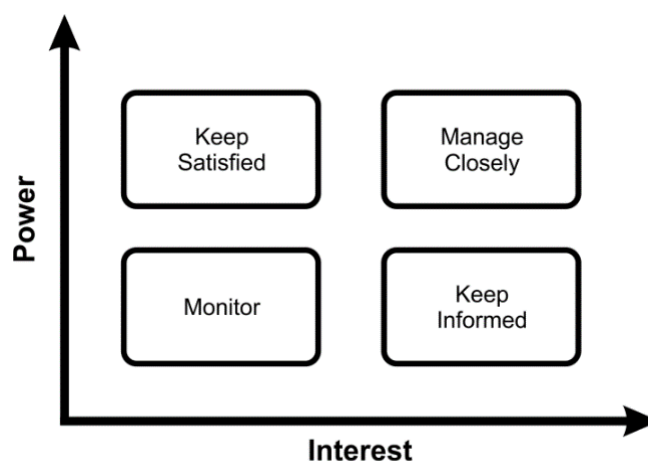 Keep
Satisfied
Manage
Closely
Power
Monitor
Keep
Informed
Interest